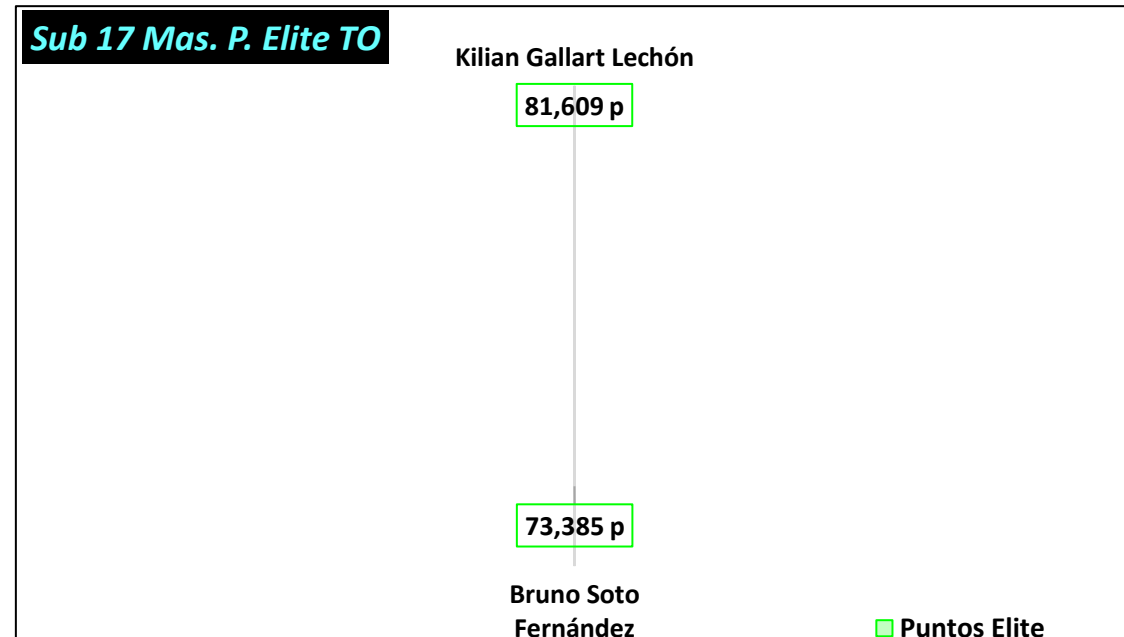 Sub 17 Mas. P. Elite TO
Kilian Gallart Lechón
81,609 p
73,385 p
Bruno Soto
Fernández
Puntos Elite